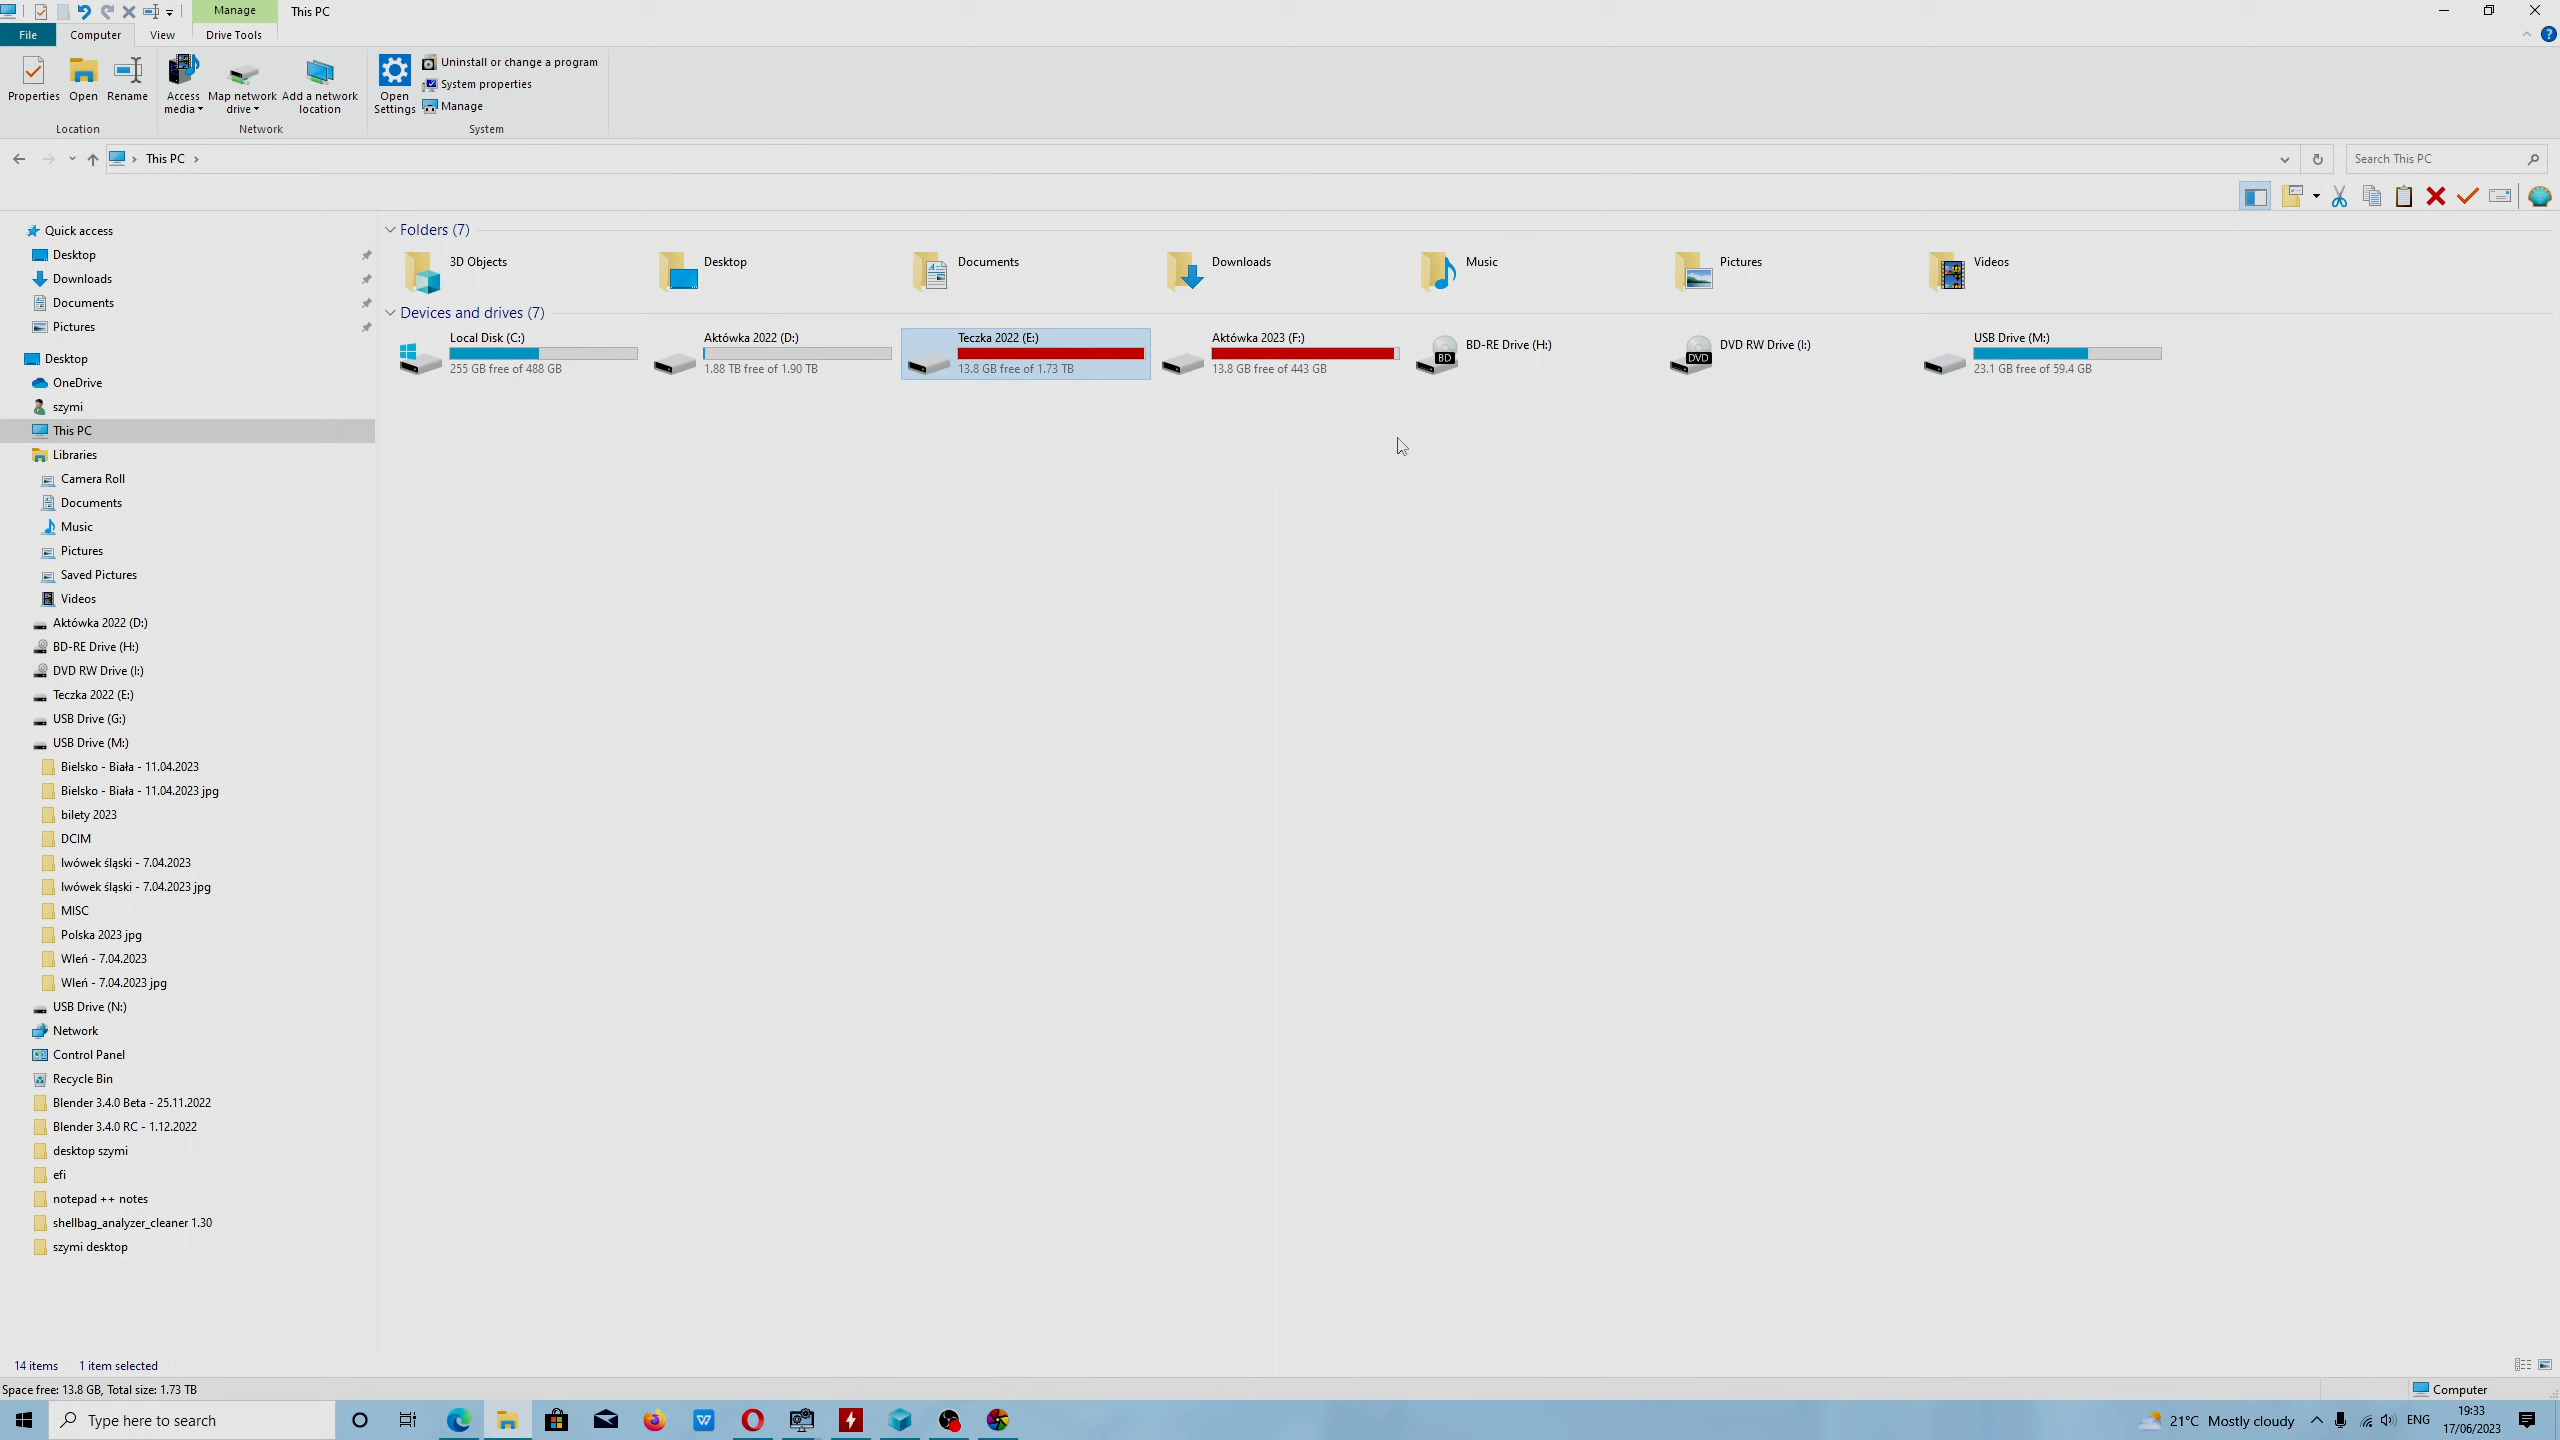 Manage
This PC
File
Computer
View
Drive Tools
Properties
Open
Rename
Access media
Map network drive
Add a network location
Open Settings
Uninstall or change a program
System properties
Manage
Location
Network
System
This PC
Search This PC
Quick access
Desktop
Downloads
Documents
Pictures
Desktop
OneDrive
szymi
This PC
Libraries
Camera Roll
Documents
Music
Pictures
Saved Pictures
Videos
Aktówka 2022 (D:)
BD-RE Drive (H:)
DVD RW Drive (I:)
Teczka 2022 (E:)
USB Drive (G:)
USB Drive (M:)
Bielsko - Biała - 11.04.2023
Bielsko - Biała - 11.04.2023 jpg
bilety 2023
DCIM
lwówek śląski - 7.04.2023
lwówek śląski - 7.04.2023 jpg
MISC
Polska 2023 jpg
Wleń - 7.04.2023
Wleń - 7.04.2023 jpg
USB Drive (N:)
Network
Control Panel
Recycle Bin
Blender 3.4.0 Beta - 25.11.2022
Blender 3.4.0 RC - 1.12.2022
desktop szymi
efi
notepad ++ notes
shellbag_analyzer_cleaner 1.30
szymi desktop
Folders (7)
3D Objects
Desktop
Documents
Downloads
Music
Pictures
Videos
Devices and drives (7)
Local Disk (C:)
255 GB free of 488 GB
Aktówka 2022 (D:)
1.88 TB free of 1.90 TB
Teczka 2022 (E:)
13.8 GB free of 1.73 TB
Aktówka 2023 (F:)
13.8 GB free of 443 GB
BD
BD-RE Drive (H:)
DVD
DVD RW Drive (I:)
USB Drive (M:)
23.1 GB free of 59.4 GB
14 items
1 item selected
Space free: 13.8 GB, Total size: 1.73 TB
Computer
Type here to search
21°C Mostly cloudy
ENG
19:33
17/06/2023